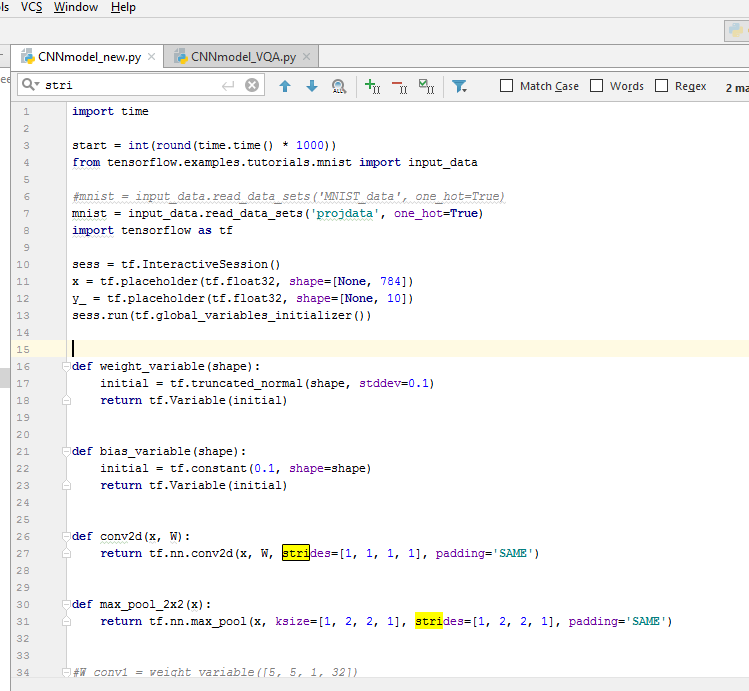 ls VCS Window Help
CNNmodel_new.py CNNmodel_VQA.py
stri Match Case Words Regex 2 ma
1 import time
2
3 start = int(round(time.time() * 1000))
4 from tensorflow.examples.tutorials.mnist import input_data
5
6 #mnist = input_data.read_data_sets('MNIST_data', one_hot=True)
7 mnist = input_data.read_data_sets('projdata', one_hot=True)
8 import tensorflow as tf
9
10 sess = tf.InteractiveSession()
11 x = tf.placeholder(tf.float32, shape=[None, 784])
12 y_ = tf.placeholder(tf.float32, shape=[None, 10])
13 sess.run(tf.global_variables_initializer())
14
15
16 def weight_variable(shape):
17     initial = tf.truncated_normal(shape, stddev=0.1)
18     return tf.Variable(initial)
19
20
21 def bias_variable(shape):
22     initial = tf.constant(0.1, shape=shape)
23     return tf.Variable(initial)
24
25
26 def conv2d(x, W):
27     return tf.nn.conv2d(x, W, strides=[1, 1, 1, 1], padding='SAME')
28
29
30 def max_pool_2x2(x):
31     return tf.nn.max_pool(x, ksize=[1, 2, 2, 1], strides=[1, 2, 2, 1], padding='SAME')
32
33
34 #W_conv1 = weight_variable([5, 5, 1, 32])